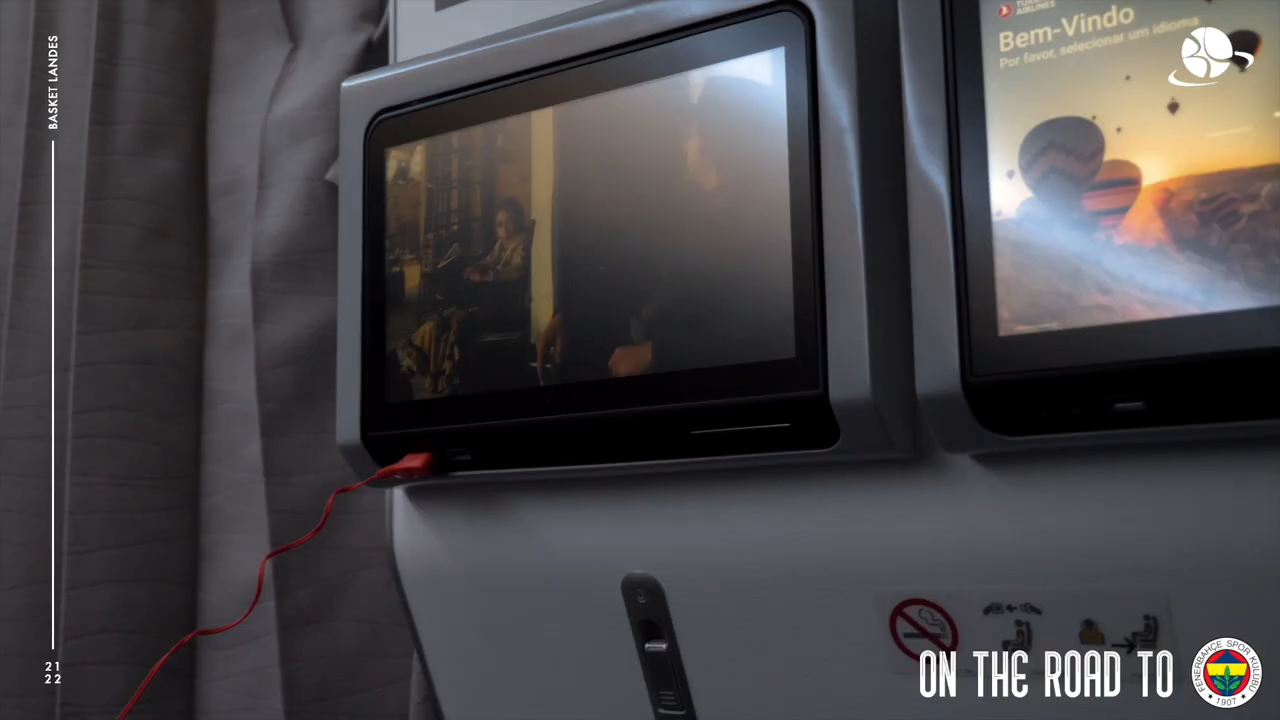 BASKET LANDES
21
22
TURKISH
AIRLINES
Bem-Vindo
Por favor, selecionar um idioma
ON THE ROAD TO
FENERBAHÇE SPOR KULÜBÜ
1907